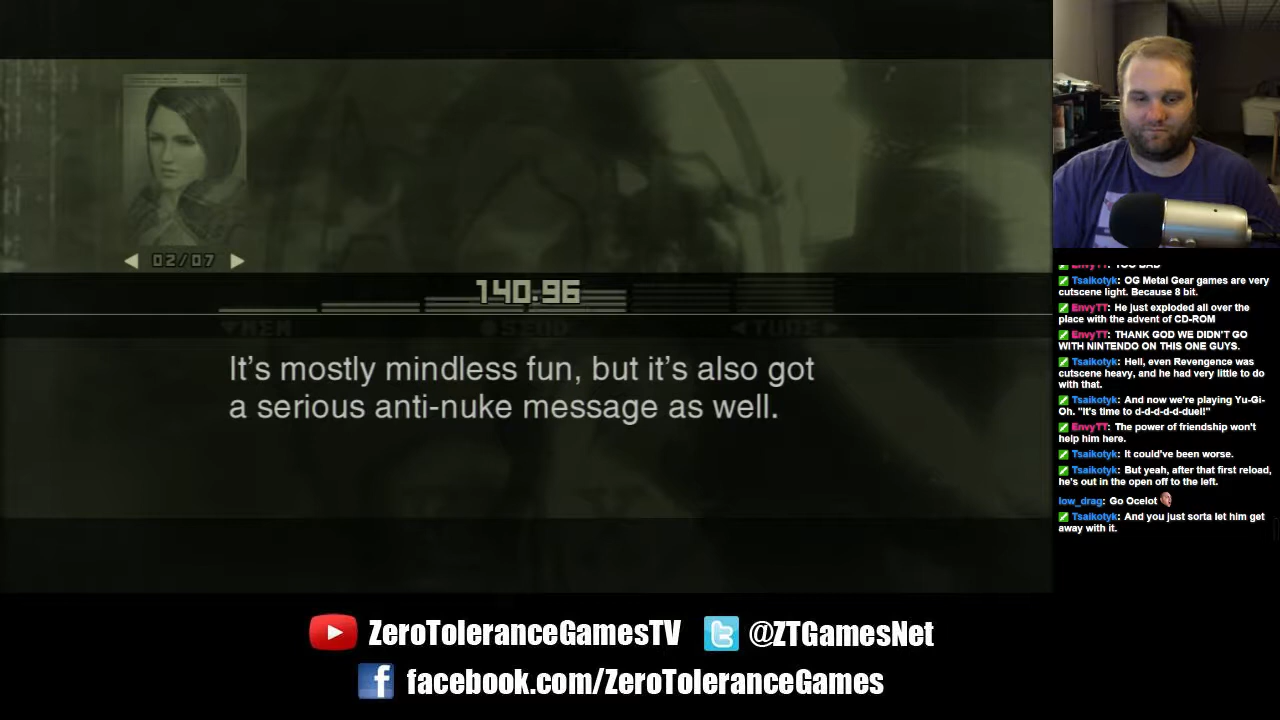 02/07
140.96
MEM
SEND
TUNE
It's mostly mindless fun, but it's also got
a serious anti-nuke message as well.
EnvyTT: TOO BAD
Tsaikotyk: OG Metal Gear games are very
cutscene light. Because 8 bit.
EnvyTT: He just exploded all over the
place with the advent of CD-ROM
EnvyTT: THANK GOD WE DIDN'T GO
WITH NINTENDO ON THIS ONE GUYS.
Tsaikotyk: Hell, even Revengence was
cutscene heavy, and he had very little to do
with that.
Tsaikotyk: And now we're playing Yu-Gi-
Oh. "It's time to d-d-d-d-d-duel!"
EnvyTT: The power of friendship won't
help him here.
Tsaikotyk: It could've been worse.
Tsaikotyk: But yeah, after that first reload,
he's out in the open off to the left.
low_drag: Go Ocelot
Tsaikotyk: And you just sorta let him get
away with it.
ZeroToleranceGamesTV
@ZTGamesNet
facebook.com/ZeroToleranceGames